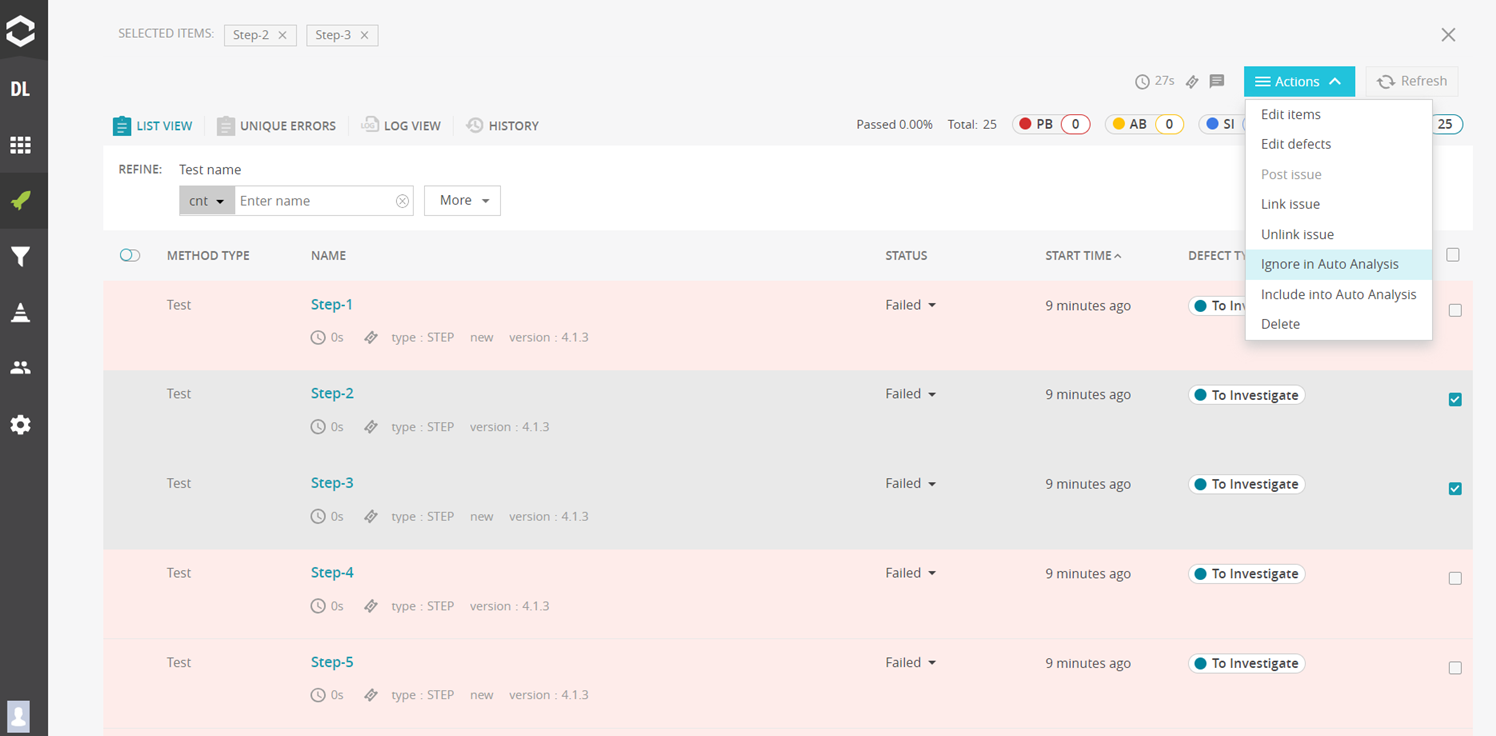 SELECTED ITEMS: Step-2 Step-3
27s Actions Refresh
DL
LIST VIEW UNIQUE ERRORS LOG LOG VIEW HISTORY Passed 0.00% Total: 25 PB 0 AB 0 SI 25
Edit items
Edit defects
Post issue
Link issue
Unlink issue
Ignore in Auto Analysis
Include into Auto Analysis
Delete
REFINE: Test name
cnt Enter name More
METHOD TYPE NAME STATUS START TIME DEFECT TY
Test Step-1 Failed 9 minutes ago To Inv
0s type : STEP new version : 4.1.3
Test Step-2 Failed 9 minutes ago To Investigate
0s type : STEP version : 4.1.3
Test Step-3 Failed 9 minutes ago To Investigate
0s type : STEP new version : 4.1.3
Test Step-4 Failed 9 minutes ago To Investigate
0s type : STEP version : 4.1.3
Test Step-5 Failed 9 minutes ago To Investigate
0s type : STEP new version : 4.1.3